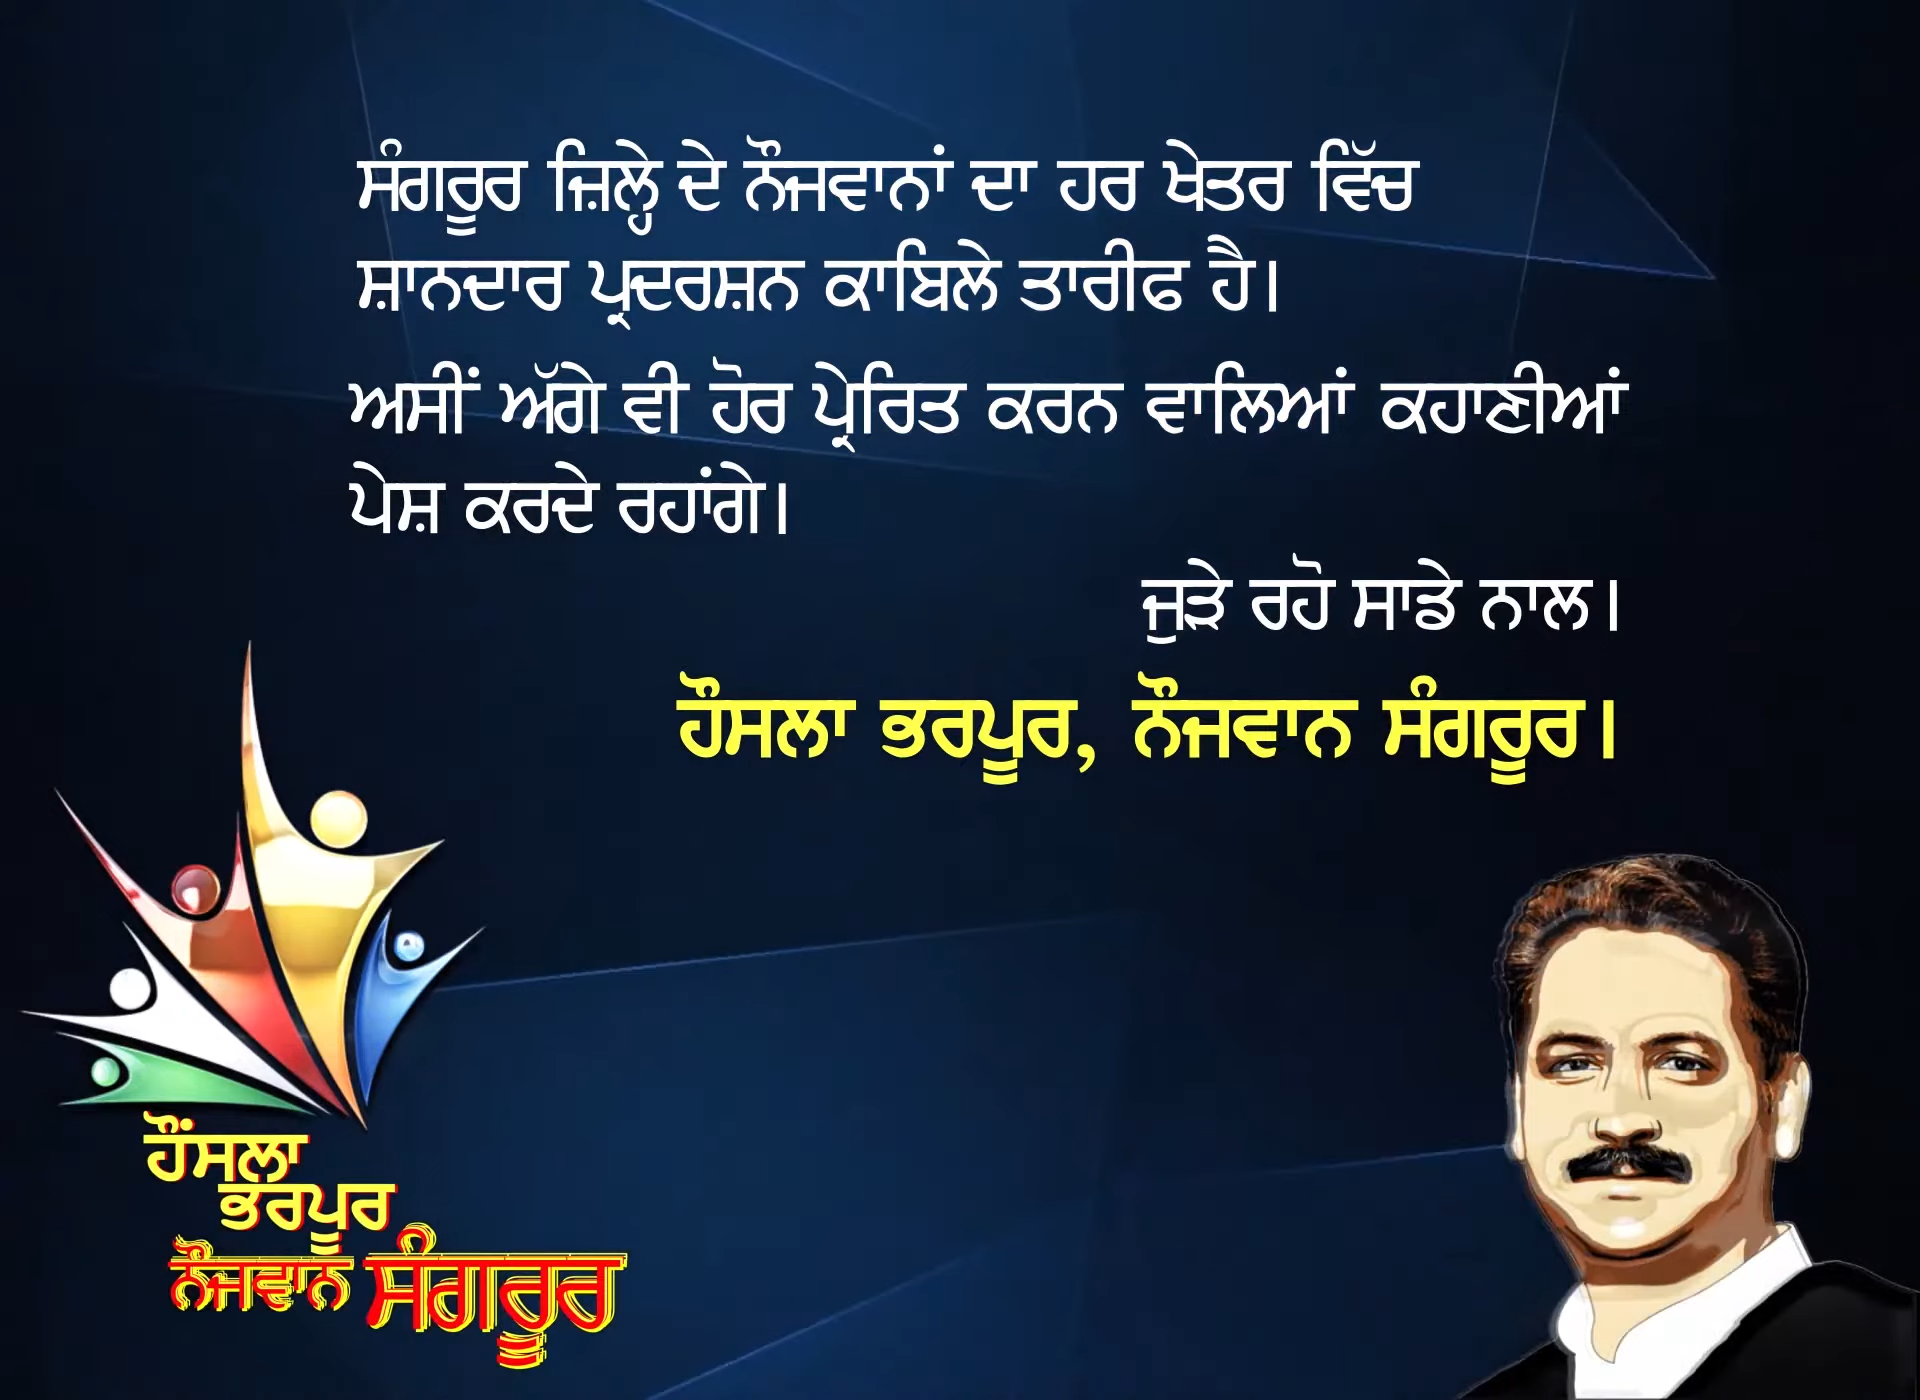 ਸੰਗਰੂਰ ਜ਼ਿਲ੍ਹੇ ਦੇ ਨੌਜਵਾਨਾਂ ਦਾ ਹਰ ਖੇਤਰ ਵਿੱਚ
ਸ਼ਾਨਦਾਰ ਪ੍ਰਦਰਸ਼ਨ ਕਾਬਿਲੇ ਤਾਰੀਫ ਹੈ।
ਅਸੀਂ ਅੱਗੇ ਵੀ ਹੋਰ ਪ੍ਰੇਰਿਤ ਕਰਨ ਵਾਲਿਆਂ ਕਹਾਣੀਆਂ
ਪੇਸ਼ ਕਰਦੇ ਰਹਾਂਗੇ।
ਜੁੜੇ ਰਹੋ ਸਾਡੇ ਨਾਲ।
ਹੌਸਲਾ ਭਰਪੂਰ, ਨੌਜਵਾਨ ਸੰਗਰੂਰ।
ਹੌਂਸਲਾ
ਭਰਪੂਰ
ਨੌਜਵਾਨ ਸੰਗਰੂਰ